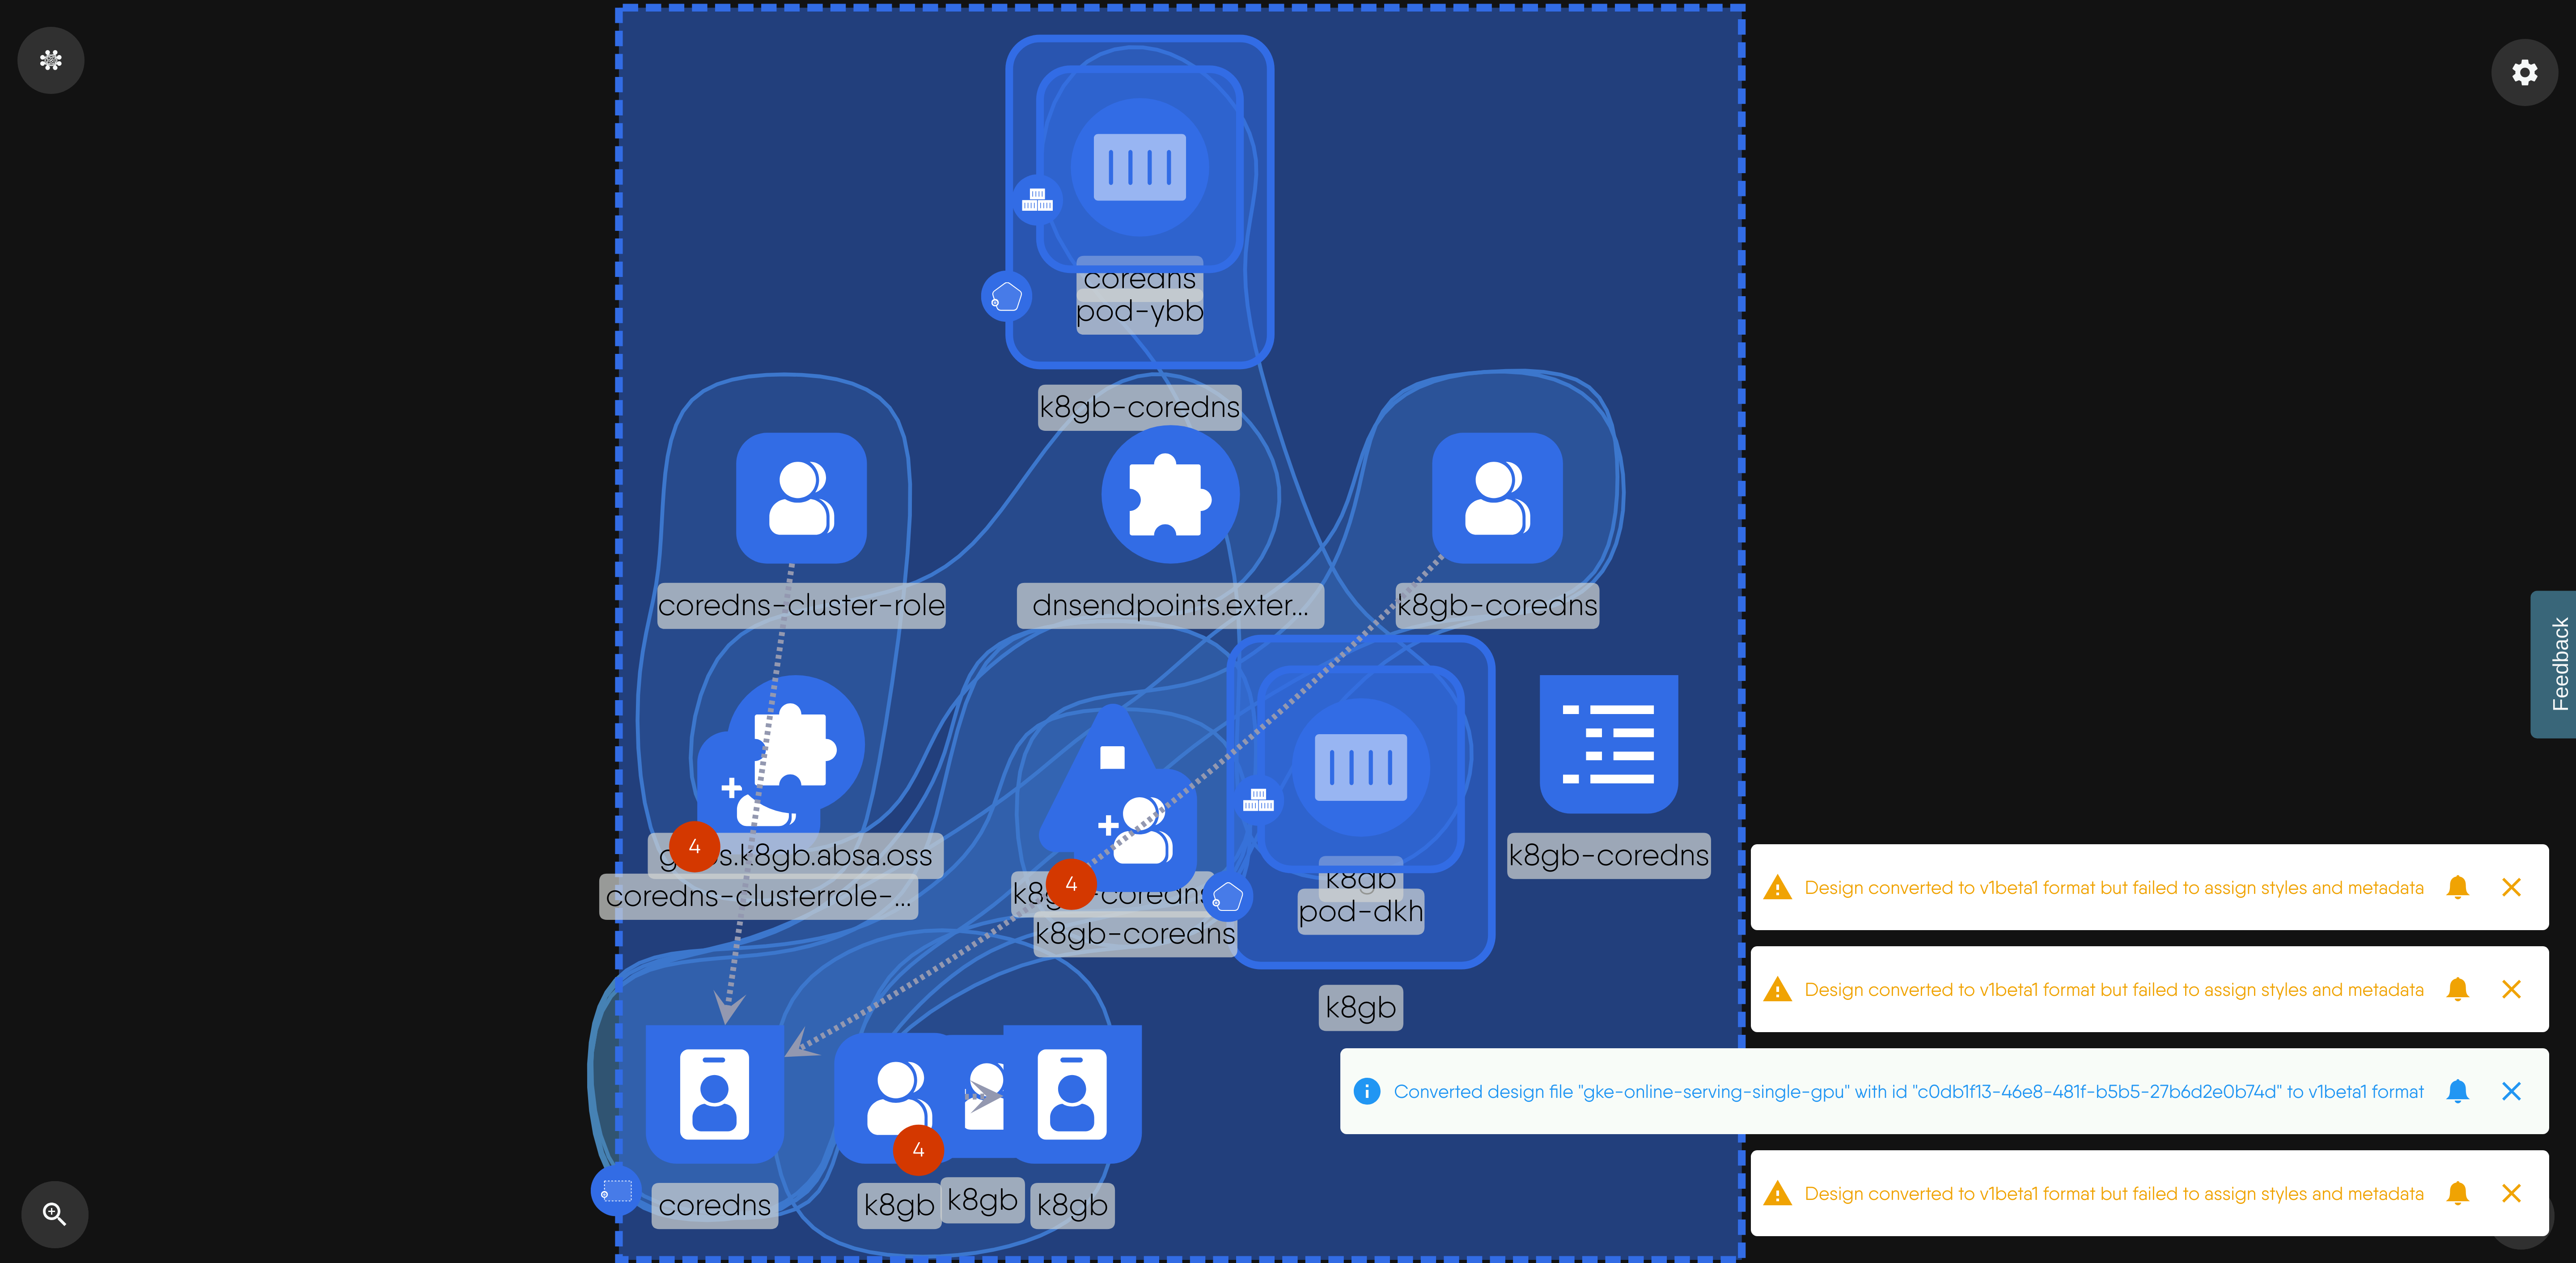 coredns
pod-ybb
k8gb-coredns
coredns-cluster-role
dnsendpoints.exter...
k8gb-coredns
4
s.k8gb.absa.oss
coredns-clusterrole-...
4
k8gb-coredns
k8gb
pod-dkh
k8gb-coredns
k8gb
coredns
4
k8gb
k8gb
k8gb
Feedback
Design converted to v1beta1 format but failed to assign styles and metadata
Design converted to v1beta1 format but failed to assign styles and metadata
Converted design file "gke-online-serving-single-gpu" with id "c0db1f13-46e8-481f-b5b5-27b6d2e0b74d" to v1beta1 format
Design converted to v1beta1 format but failed to assign styles and metadata